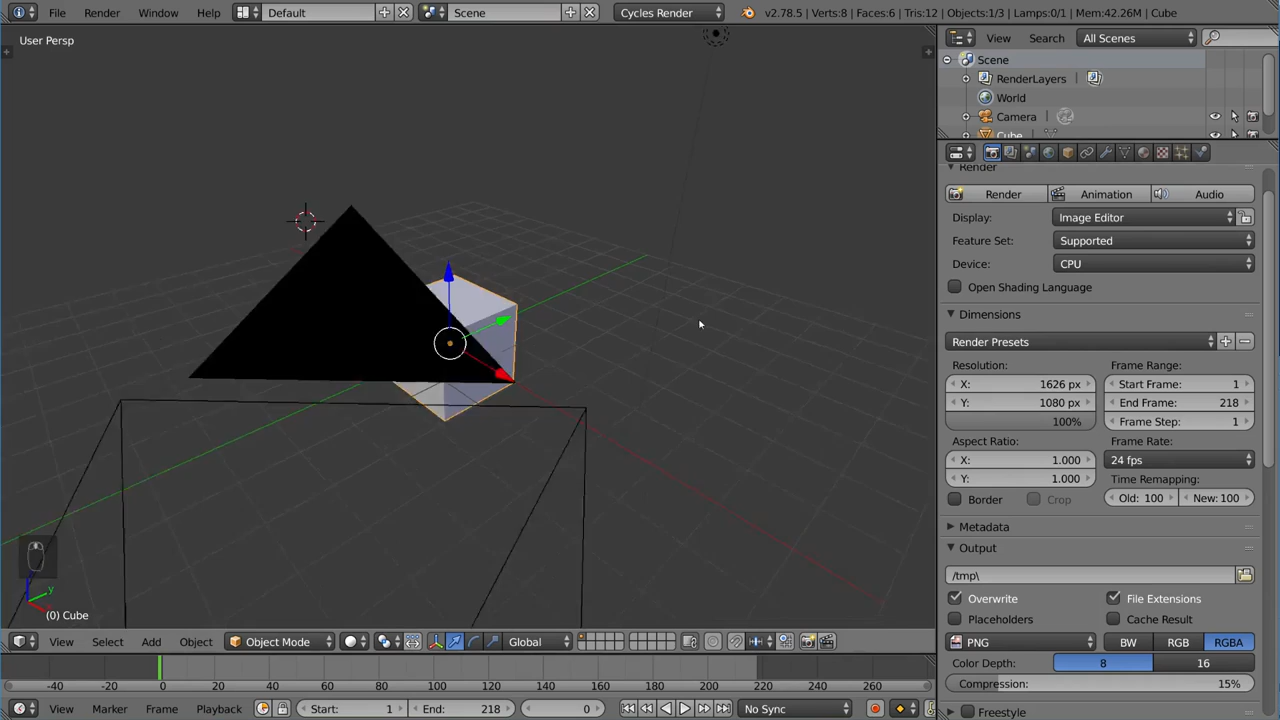 File Render Window Help Default Scene Cycles Render v2.78.5 | Verts:8 | Faces:6 | Tris:12 | Objects:1/3 | Lamps:0/1 | Mem:42.26M | Cube
User Persp
View Search All Scenes
Scene
RenderLayers
World
Camera
Cube
Render
Render Animation Audio
Display: Image Editor
Feature Set: Supported
Device: CPU
Open Shading Language
Dimensions
Render Presets
Resolution: Frame Range:
X: 1626 px Start Frame: 1
Y: 1080 px End Frame: 218
100% Frame Step: 1
Aspect Ratio: Frame Rate:
X: 1.000 24 fps
Y: 1.000 Time Remapping:
Border Crop Old: 100 New: 100
Metadata
Output
/tmp\
Overwrite File Extensions
Placeholders Cache Result
PNG BW RGB RGBA
Color Depth: 8 16
Compression: 15%
Freestyle
z y x
(0) Cube
View Select Add Object Object Mode Global
-40 -20 0 20 40 60 80 100 120 140 160 180 200 220 240 260
View Marker Frame Playback Start: 1 End: 218 0 No Sync